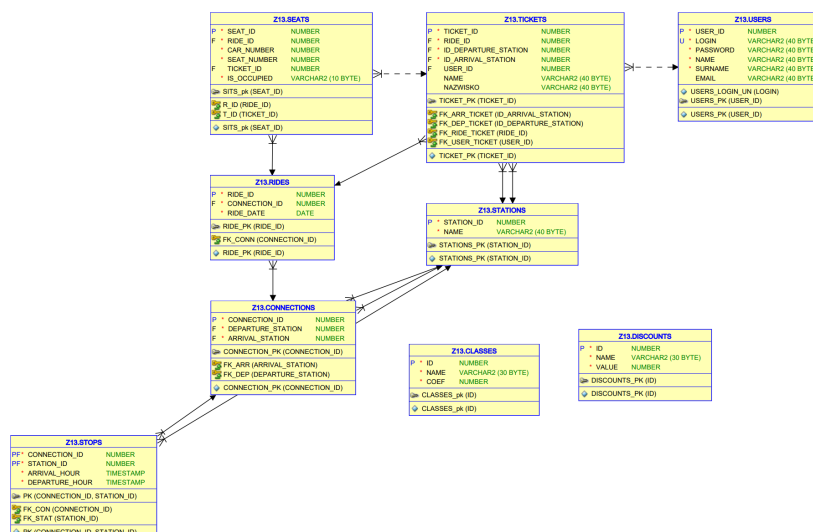 Z13.SEATS
P * SEAT_ID NUMBER
F * RIDE_ID NUMBER
* CAR_NUMBER NUMBER
* SEAT_NUMBER NUMBER
F TICKET_ID NUMBER
* IS_OCCUPIED VARCHAR2 (10 BYTE)
SITS_pk (SEAT_ID)
R_ID (RIDE_ID)
T_ID (TICKET_ID)
SITS_pk (SEAT_ID)
Z13.TICKETS
P * TICKET_ID NUMBER
F * RIDE_ID NUMBER
F * ID_DEPARTURE_STATION NUMBER
F * ID_ARRIVAL_STATION NUMBER
F USER_ID NUMBER
NAME VARCHAR2 (40 BYTE)
NAZWISKO VARCHAR2 (40 BYTE)
TICKET_PK (TICKET_ID)
FK_ARR_TICKET (ID_ARRIVAL_STATION)
FK_DEP_TICKET (ID_DEPARTURE_STATION)
FK_RIDE_TICKET (RIDE_ID)
FK_USER_TICKET (USER_ID)
TICKET_PK (TICKET_ID)
Z13.USERS
P * USER_ID NUMBER
U * LOGIN VARCHAR2 (40 BYTE
* PASSWORD VARCHAR2 (40 BYTE
* NAME VARCHAR2 (40 BYTE
* SURNAME VARCHAR2 (40 BYTE
EMAIL VARCHAR2 (40 BYTE
USERS_LOGIN_UN (LOGIN)
USERS_PK (USER_ID)
USERS_PK (USER_ID)
Z13.RIDES
P * RIDE_ID NUMBER
F * CONNECTION_ID NUMBER
* RIDE_DATE DATE
RIDE_PK (RIDE_ID)
FK_CONN (CONNECTION_ID)
RIDE_PK (RIDE_ID)
Z13.STATIONS
P * STATION_ID NUMBER
* NAME VARCHAR2 (40 BYTE)
STATIONS_PK (STATION_ID)
STATIONS_PK (STATION_ID)
Z13.CONNECTIONS
P * CONNECTION_ID NUMBER
F * DEPARTURE_STATION NUMBER
F * ARRIVAL_STATION NUMBER
CONNECTION_PK (CONNECTION_ID)
FK_ARR (ARRIVAL_STATION)
FK_DEP (DEPARTURE_STATION)
CONNECTION_PK (CONNECTION_ID)
Z13.CLASSES
P * ID NUMBER
* NAME VARCHAR2 (30 BYTE)
* COEF NUMBER
CLASSES_pk (ID)
CLASSES_pk (ID)
Z13.DISCOUNTS
P * ID NUMBER
* NAME VARCHAR2 (30 BYTE)
* VALUE NUMBER
DISCOUNTS_PK (ID)
DISCOUNTS_PK (ID)
Z13.STOPS
PF* CONNECTION_ID NUMBER
PF* STATION_ID NUMBER
* ARRIVAL_HOUR TIMESTAMP
* DEPARTURE_HOUR TIMESTAMP
PK (CONNECTION_ID, STATION_ID)
FK_CON (CONNECTION_ID)
FK_STAT (STATION_ID)
PK (CONNECTION_ID, STATION_ID)